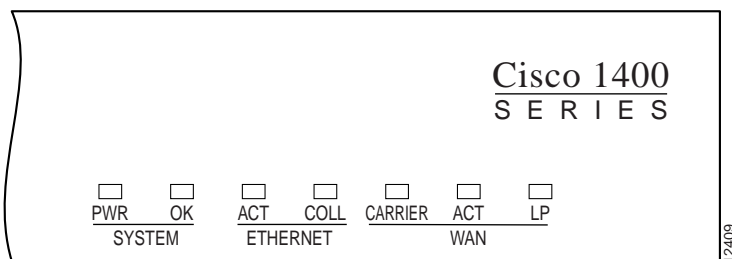 Cisco 1400
SERIES
PWR OK ACT COLL CARRIER ACT LP
SYSTEM ETHERNET WAN